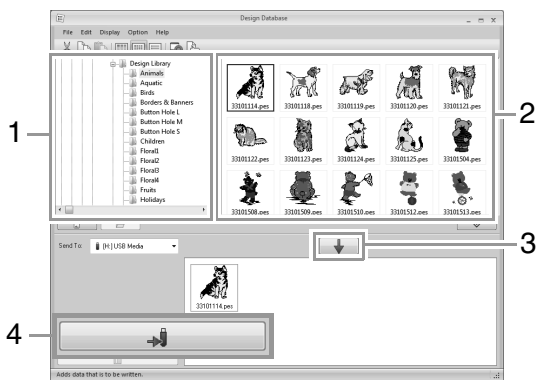 Design Database
File Edit Display Option Help
Design Library
Animals
Aquatic
Birds
Borders & Banners
Button Hole L
Button Hole M
Button Hole S
Children
Floral1
Floral2
Floral3
Floral4
Fruits
Holidays
33101114.pes 33101118.pes 33101119.pes 33101120.pes 33101121.pes
33101122.pes 33101123.pes 33101124.pes 33101125.pes 33101504.pes
33101508.pes 33101509.pes 33101510.pes 33101512.pes 33101513.pes
1
2
Send To: (H:) USB Media
3
33101114.pes
4
Adds data that is to be written.